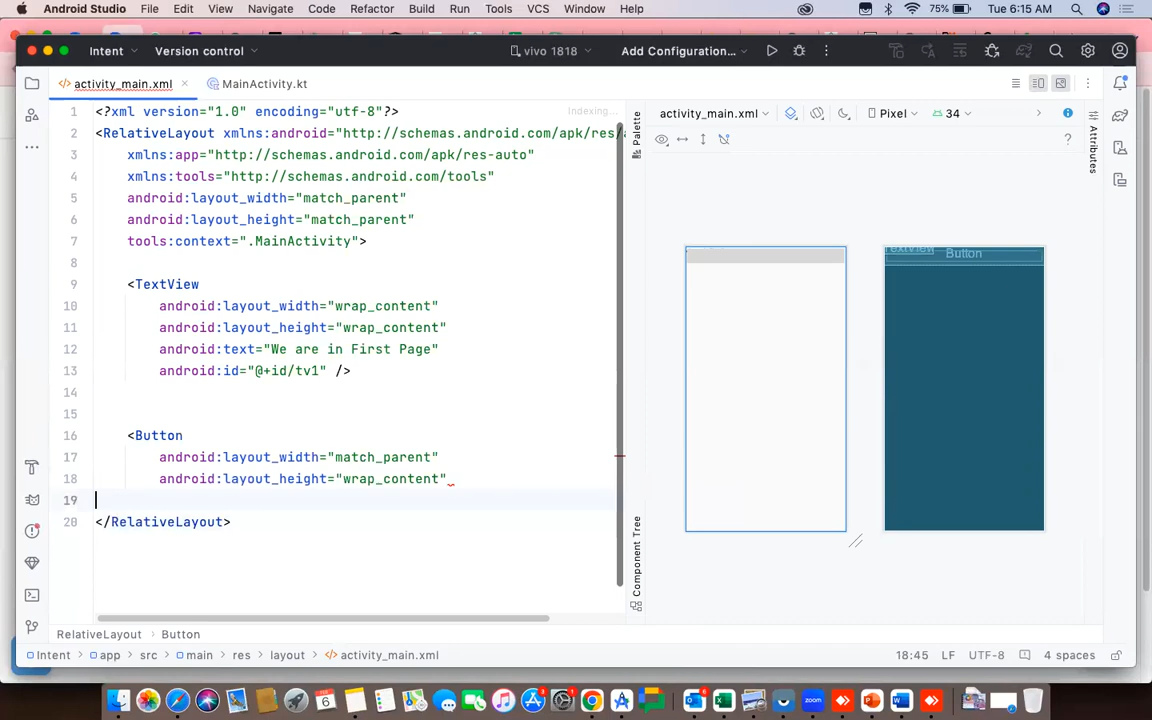 Android Studio File Edit View Navigate Code Refactor Build Run Tools VCS Window Help 75% Tue 6:15 AM
Intent Version control vivo 1818 Add Configuration...
activity_main.xml MainActivity.kt
Indexing... activity_main.xml Pixel 34
1 <?xml version="1.0" encoding="utf-8"?>
2 <RelativeLayout xmlns:android="http://schemas.android.com/apk/res/a
3 xmlns:app="http://schemas.android.com/apk/res-auto"
4 xmlns:tools="http://schemas.android.com/tools"
5 android:layout_width="match_parent"
6 android:layout_height="match_parent"
7 tools:context=".MainActivity">
8
9 <TextView
10 android:layout_width="wrap_content"
11 android:layout_height="wrap_content"
12 android:text="We are in First Page"
13 android:id="@+id/tv1" />
14
15
16 <Button
17 android:layout_width="match_parent"
18 android:layout_height="wrap_content"
19
20 </RelativeLayout>
Palette
Component Tree
Attributes
TextView Button
RelativeLayout Button
Intent app src main res layout activity_main.xml 18:45 LF UTF-8 4 spaces
6
zoom